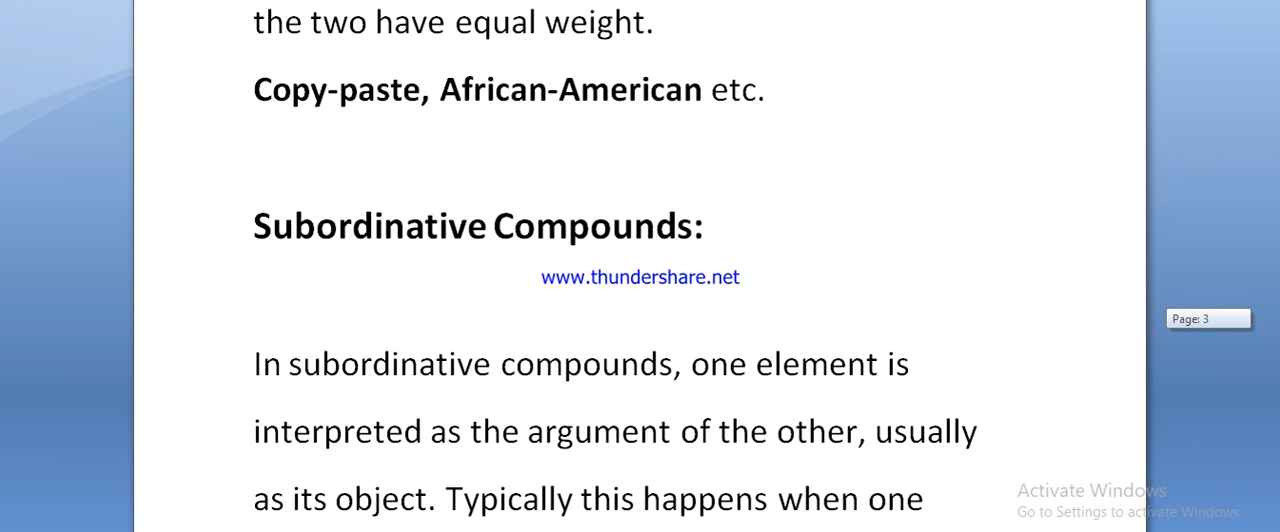 the two have equal weight.
Copy-paste, African-American etc.
Subordinative Compounds:
www.thundershare.net
Page: 3
In subordinative compounds, one element is
interpreted as the argument of the other, usually
as its object. Typically this happens when one
Activate Windows
Go to Settings to activate Windows.